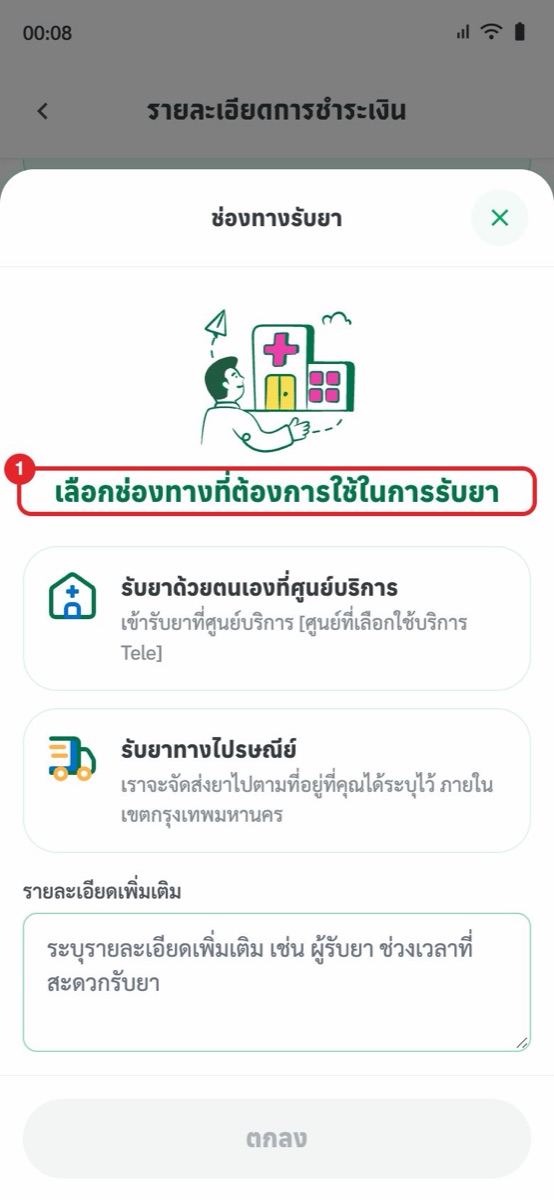 00:08
รายละเอียดการชำระเงิน
ช่องทางรับยา
1
เลือกช่องทางที่ต้องการใช้ในการรับยา
รับยาด้วยตนเองที่ศูนย์บริการ
เข้ารับยาที่ศูนย์บริการ [ศูนย์ที่เลือกใช้บริการ
Tele]
รับยาทางไปรษณีย์
เราจะจัดส่งยาไปตามที่อยู่ที่คุณได้ระบุไว้ ภายใน
เขตกรุงเทพมหานคร
รายละเอียดเพิ่มเติม
ระบุรายละเอียดเพิ่มเติม เช่น ผู้รับยา ช่วงเวลาที่
สะดวกรับยา
ตกลง